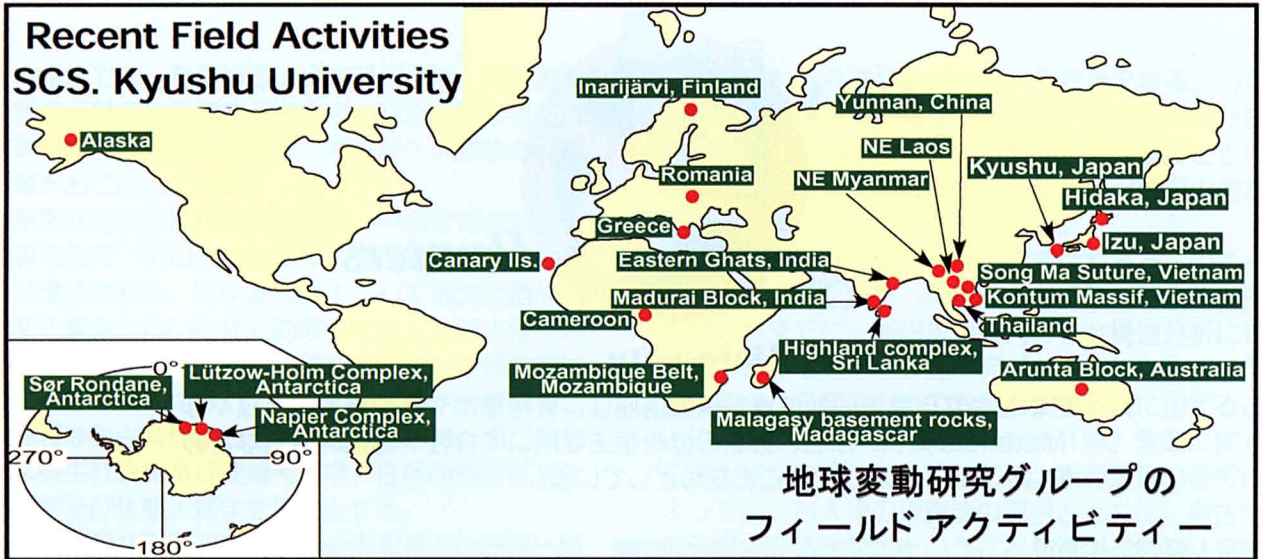 Recent Field Activities
SCS. Kyushu University
Inarijärvi, Finland
Yunnan, China
Alaska
NE Laos
Kyushu, Japan
Romania
NE Myanmar
Hidaka, Japan
Greece
Izu, Japan
Canary Ils.
Eastern Ghats, India
Song Ma Suture, Vietnam
Madurai Block, India
Kontum Massif, Vietnam
Cameroon
Thailand
Highland complex,
Sri Lanka
Mozambique Belt,
Mozambique
Arunta Block, Australia
Malagasy basement rocks,
Madagascar
0°
Sør Rondane,
Antarctica
Lützow-Holm Complex,
Antarctica
Napier Complex,
Antarctica
270°
90°
180°
地球変動研究グループの
フィールドアクティビティー